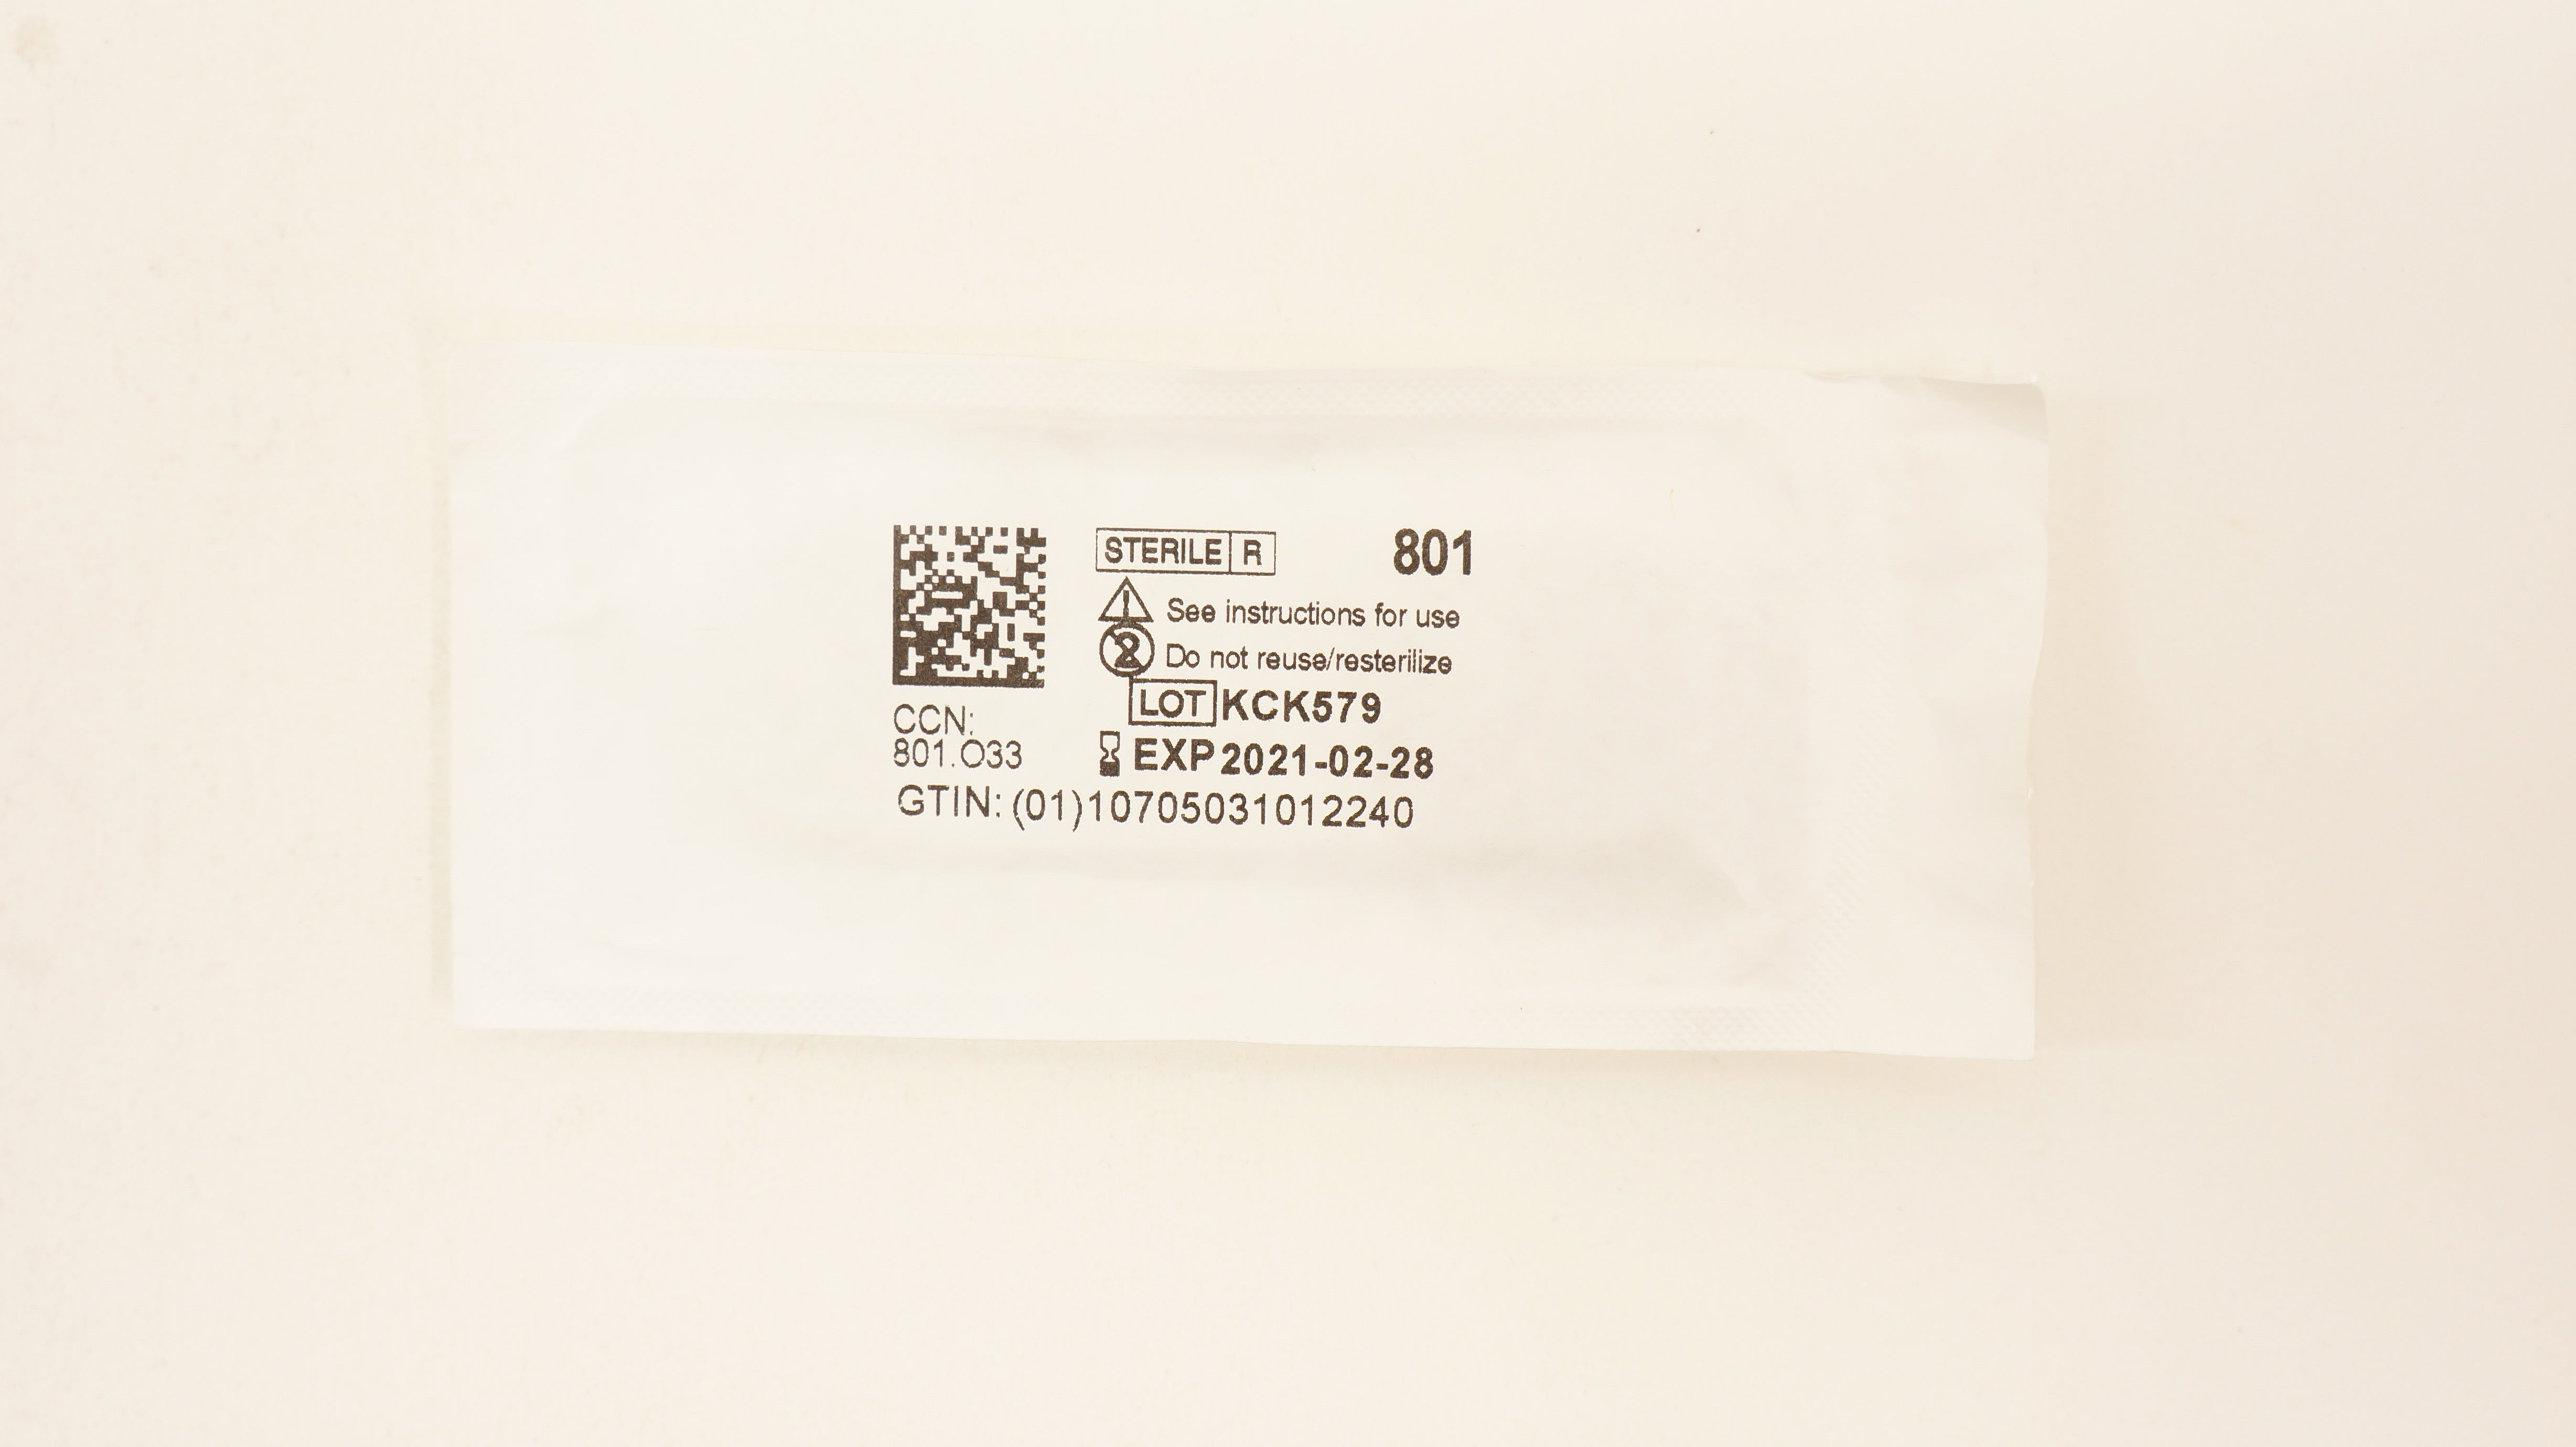 STERILE R 801
See instructions for use
Do not reuse/resterilize
LOT KCK579
CCN:
801.O33
EXP 2021-02-28
GTIN: (01)10705031012240